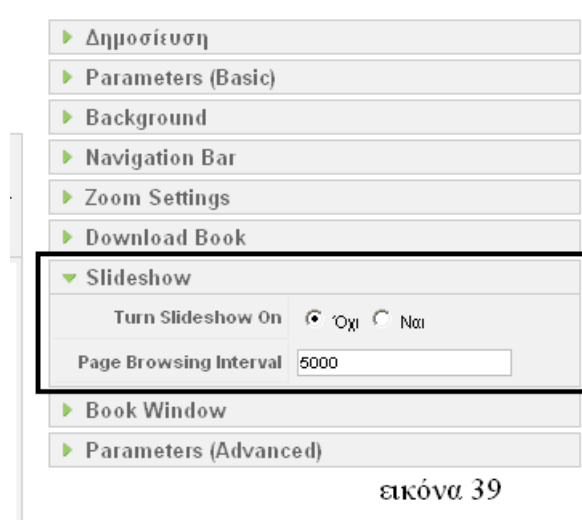 Δημοσίευση
Parameters (Basic)
Background
Navigation Bar
Zoom Settings
Download Book
Slideshow
Turn Slideshow On Όχι Ναι
Page Browsing Interval 5000
Book Window
Parameters (Advanced)
εικόνα 39